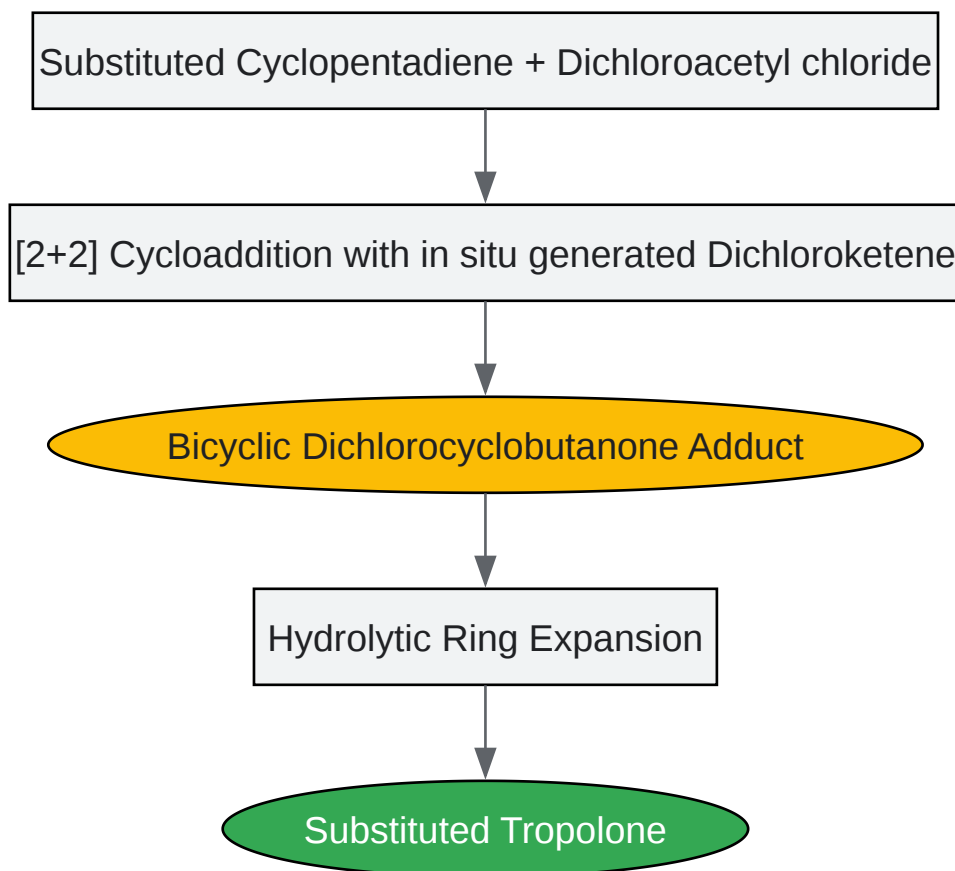 Substituted Cyclopentadiene + Dichloroacetyl chloride
[2+2] Cycloaddition with in situ generated Dichloroketene
Bicyclic Dichlorocyclobutanone Adduct
Hydrolytic Ring Expansion
Substituted Tropolone